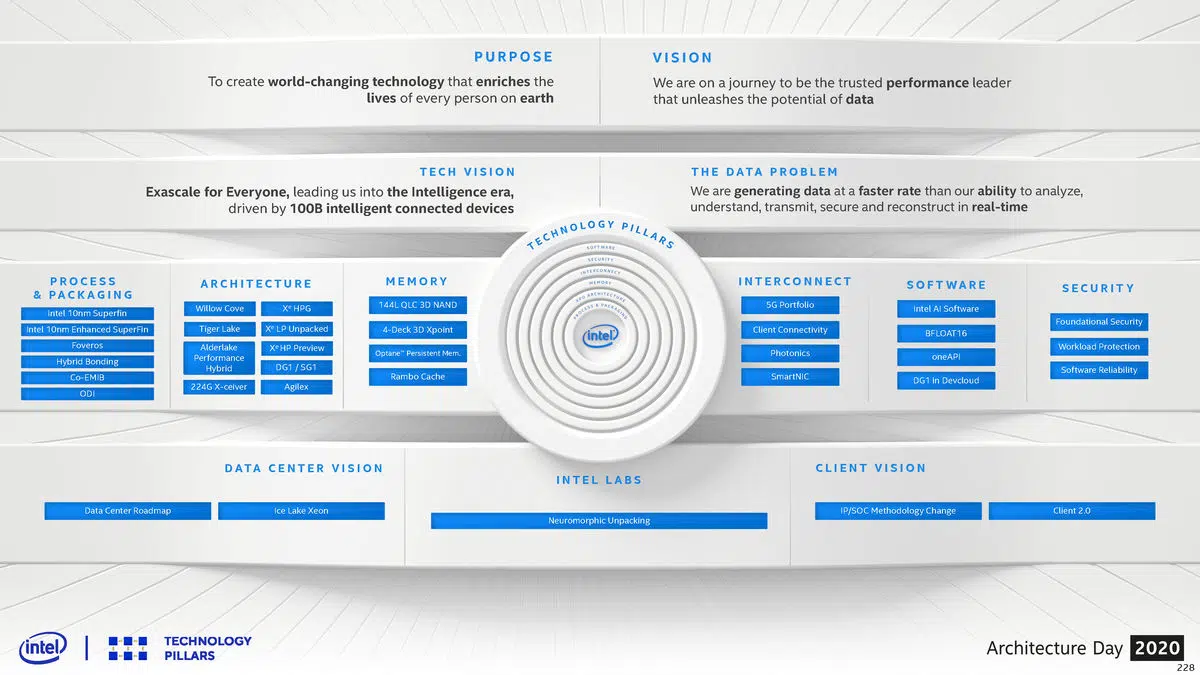 PURPOSE
To create world-changing technology that enriches the
lives of every person on earth
VISION
We are on a journey to be the trusted performance leader
that unleashes the potential of data
TECH VISION
Exascale for Everyone, leading us into the Intelligence era,
driven by 100B intelligent connected devices
THE DATA PROBLEM
We are generating data at a faster rate than our ability to analyze,
understand, transmit, secure and reconstruct in real-time
PROCESS
& PACKAGING
Intel 10nm Superfin
Intel 10nm Enhanced SuperFin
Foveros
Hybrid Bonding
Co-EMIB
ODI
ARCHITECTURE
Willow Cove
Tiger Lake
Alderlake
Performance
Hybrid
224G X-ceiver
Xe HPG
Xe LP Unpacked
Xe HP Preview
DG1 / SG1
Agilex
MEMORY
144L QLC 3D NAND
4-Deck 3D Xpoint
Optane™ Persistent Mem.
Rambo Cache
TECHNOLOGY PILLARS
SOFTWARE
SECURITY
INTERCONNECT
MEMORY
XPU ARCHITECTURE
PROCESS & PACKAGING
intel
INTERCONNECT
5G Portfolio
Client Connectivity
Photonics
SmartNIC
SOFTWARE
Intel AI Software
BFLOAT16
oneAPI
DG1 in Devcloud
SECURITY
Foundational Security
Workload Protection
Software Reliability
DATA CENTER VISION
Data Center Roadmap
Ice Lake Xeon
INTEL LABS
Neuromorphic Unpacking
CLIENT VISION
IP/SOC Methodology Change
Client 2.0
intel
TECHNOLOGY
PILLARS
Architecture Day 2020
228